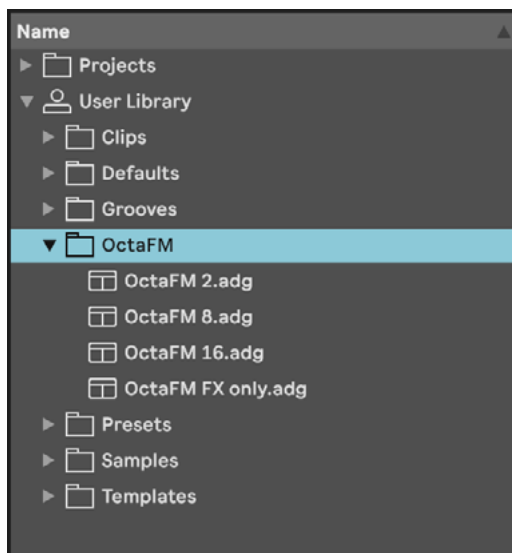 Name
Projects
User Library
Clips
Defaults
Grooves
OctaFM
OctaFM 2.adg
OctaFM 8.adg
OctaFM 16.adg
OctaFM FX only.adg
Presets
Samples
Templates